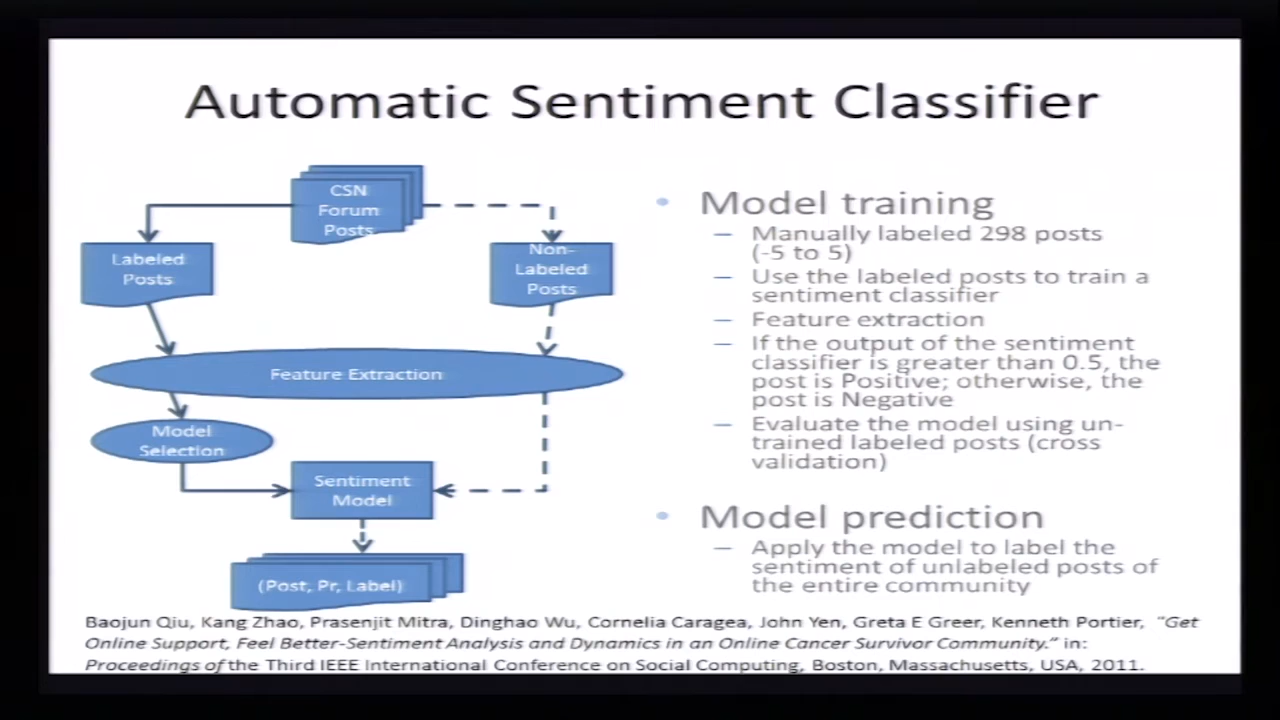 Automatic Sentiment Classifier
CSN
Forum
Posts
Labeled
Posts
Non-
Labeled
Posts
Feature Extraction
Model
Selection
Sentiment
Model
(Post, Pr, Label)
• Model training
– Manually labeled 298 posts
(-5 to 5)
– Use the labeled posts to train a
sentiment classifier
– Feature extraction
– If the output of the sentiment
classifier is greater than 0.5, the
post is Positive; otherwise, the
post is Negative
– Evaluate the model using un-
trained labeled posts (cross
validation)
• Model prediction
– Apply the model to label the
sentiment of unlabeled posts of
the entire community
Baojun Qiu, Kang Zhao, Prasenjit Mitra, Dinghao Wu, Cornelia Caragea, John Yen, Greta E Greer, Kenneth Portier, "Get
Online Support, Feel Better-Sentiment Analysis and Dynamics in an Online Cancer Survivor Community." in:
Proceedings of the Third IEEE International Conference on Social Computing, Boston, Massachusetts, USA, 2011.